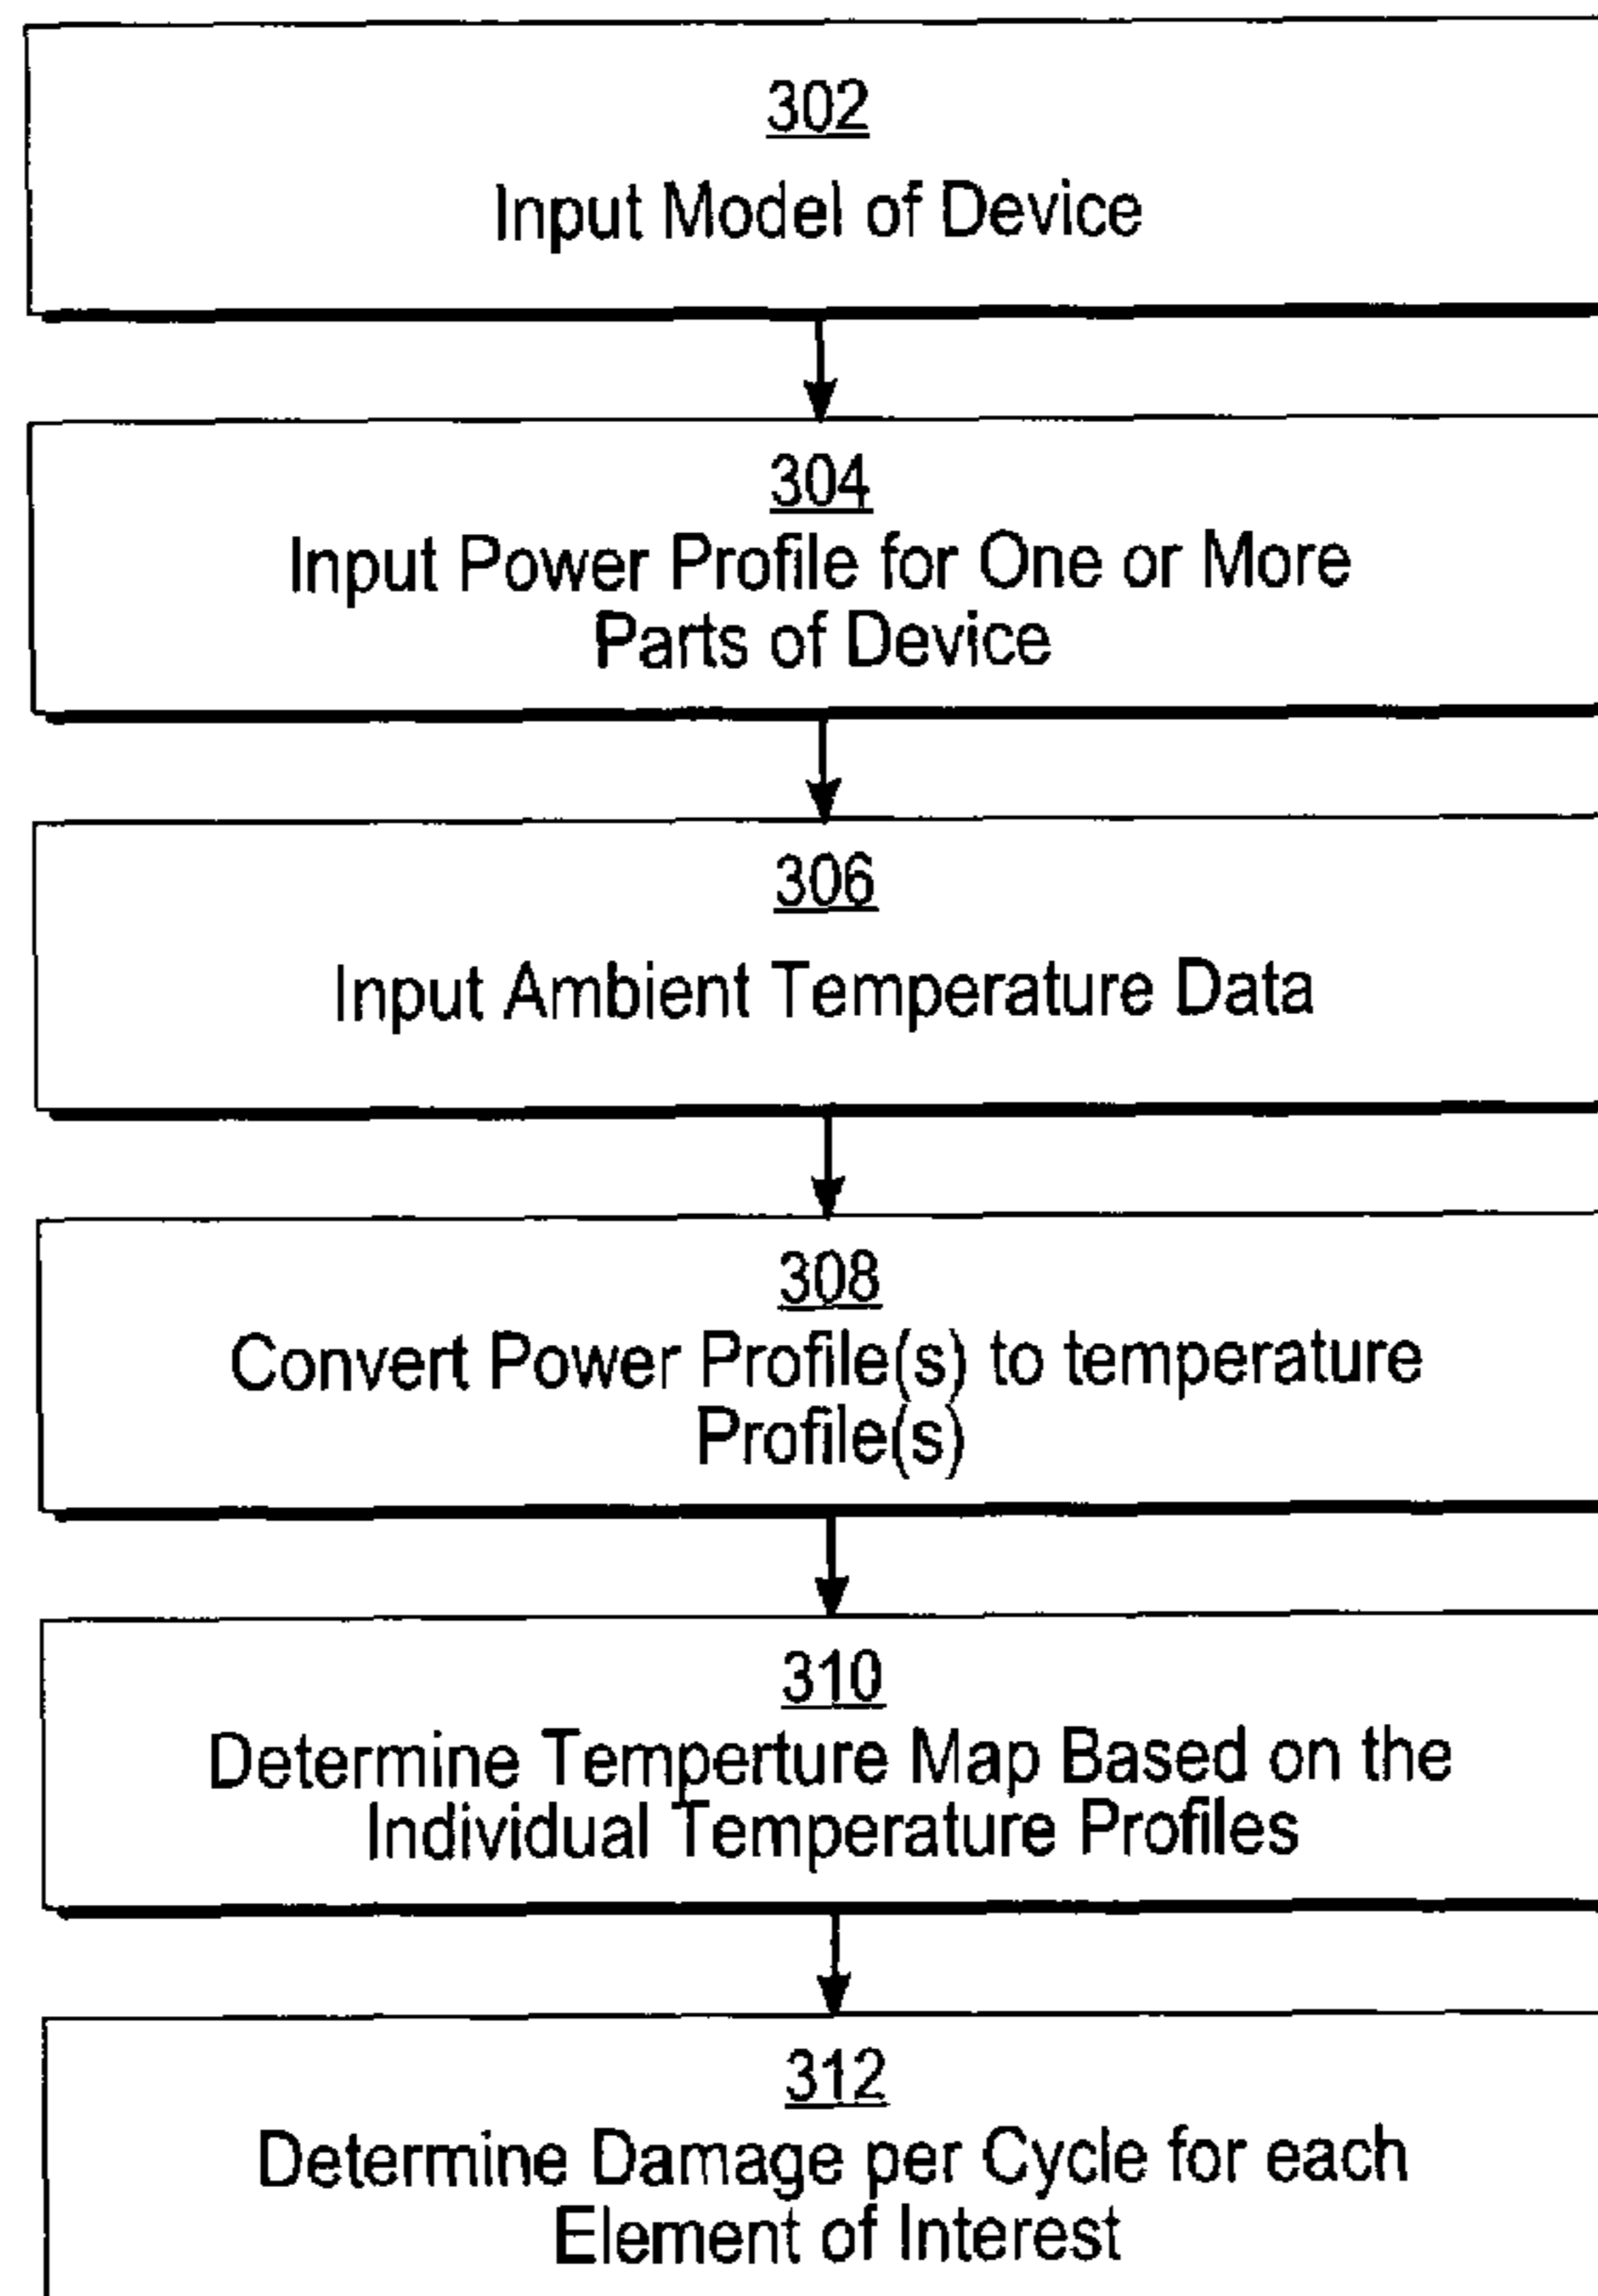 302
Input Model of Device
304
Input Power Profile for One or More
Parts of Device
306
Input Ambient Temperature Data
308
Convert Power Profile(s) to temperature
Profile(s)
310
Determine Temperture Map Based on the
Individual Temperature Profiles
312
Determine Damage per Cycle for each
Element of Interest